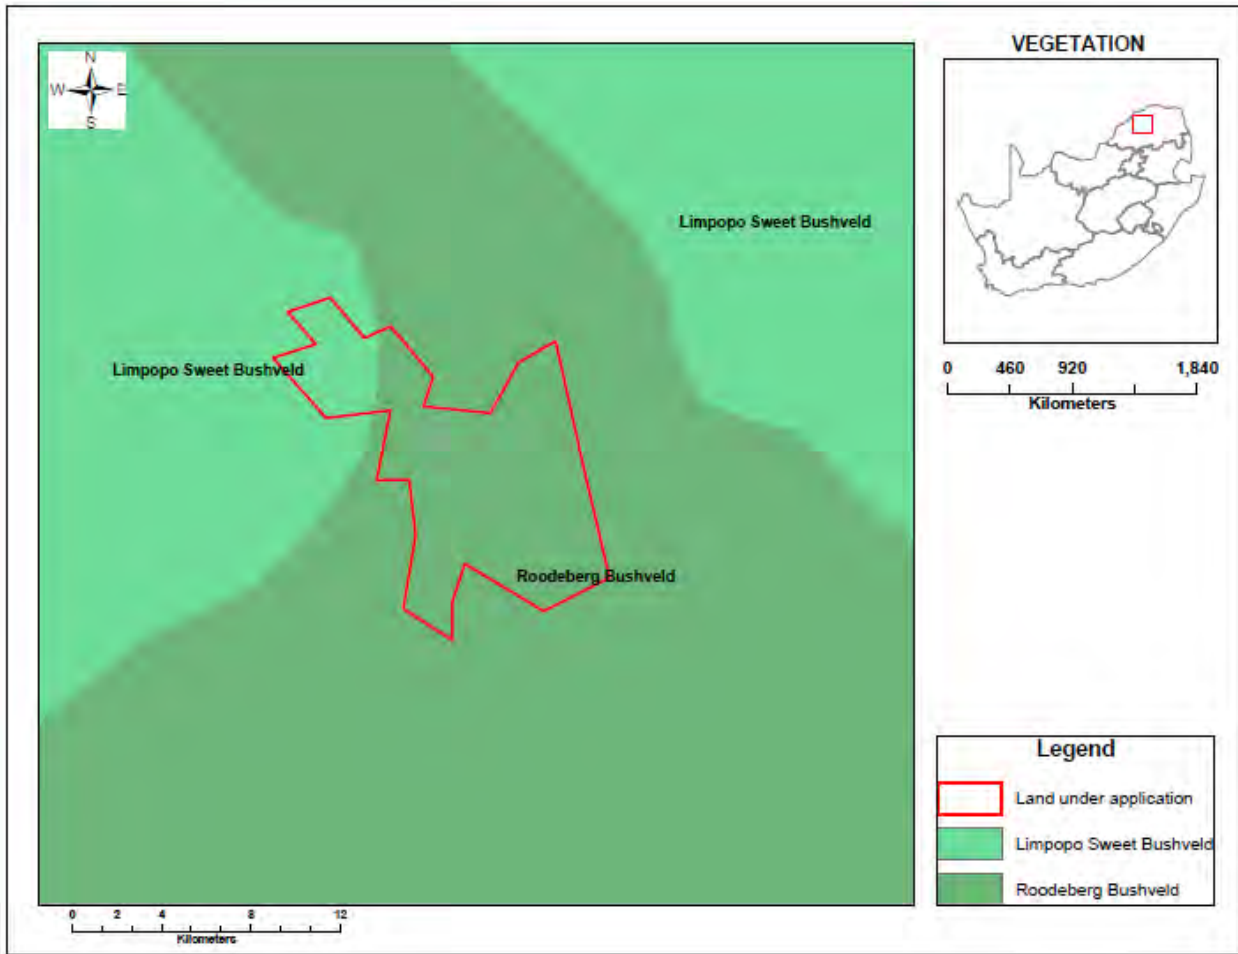 VEGETATION
N
W E
S
Limpopo Sweet Bushveld
Limpopo Sweet Bushveld
Roodeberg Bushveld
0 460 920 1,840
Kilometers
Legend
Land under application
Limpopo Sweet Bushveld
Roodeberg Bushveld
0 2 4 8 12
Kilometers